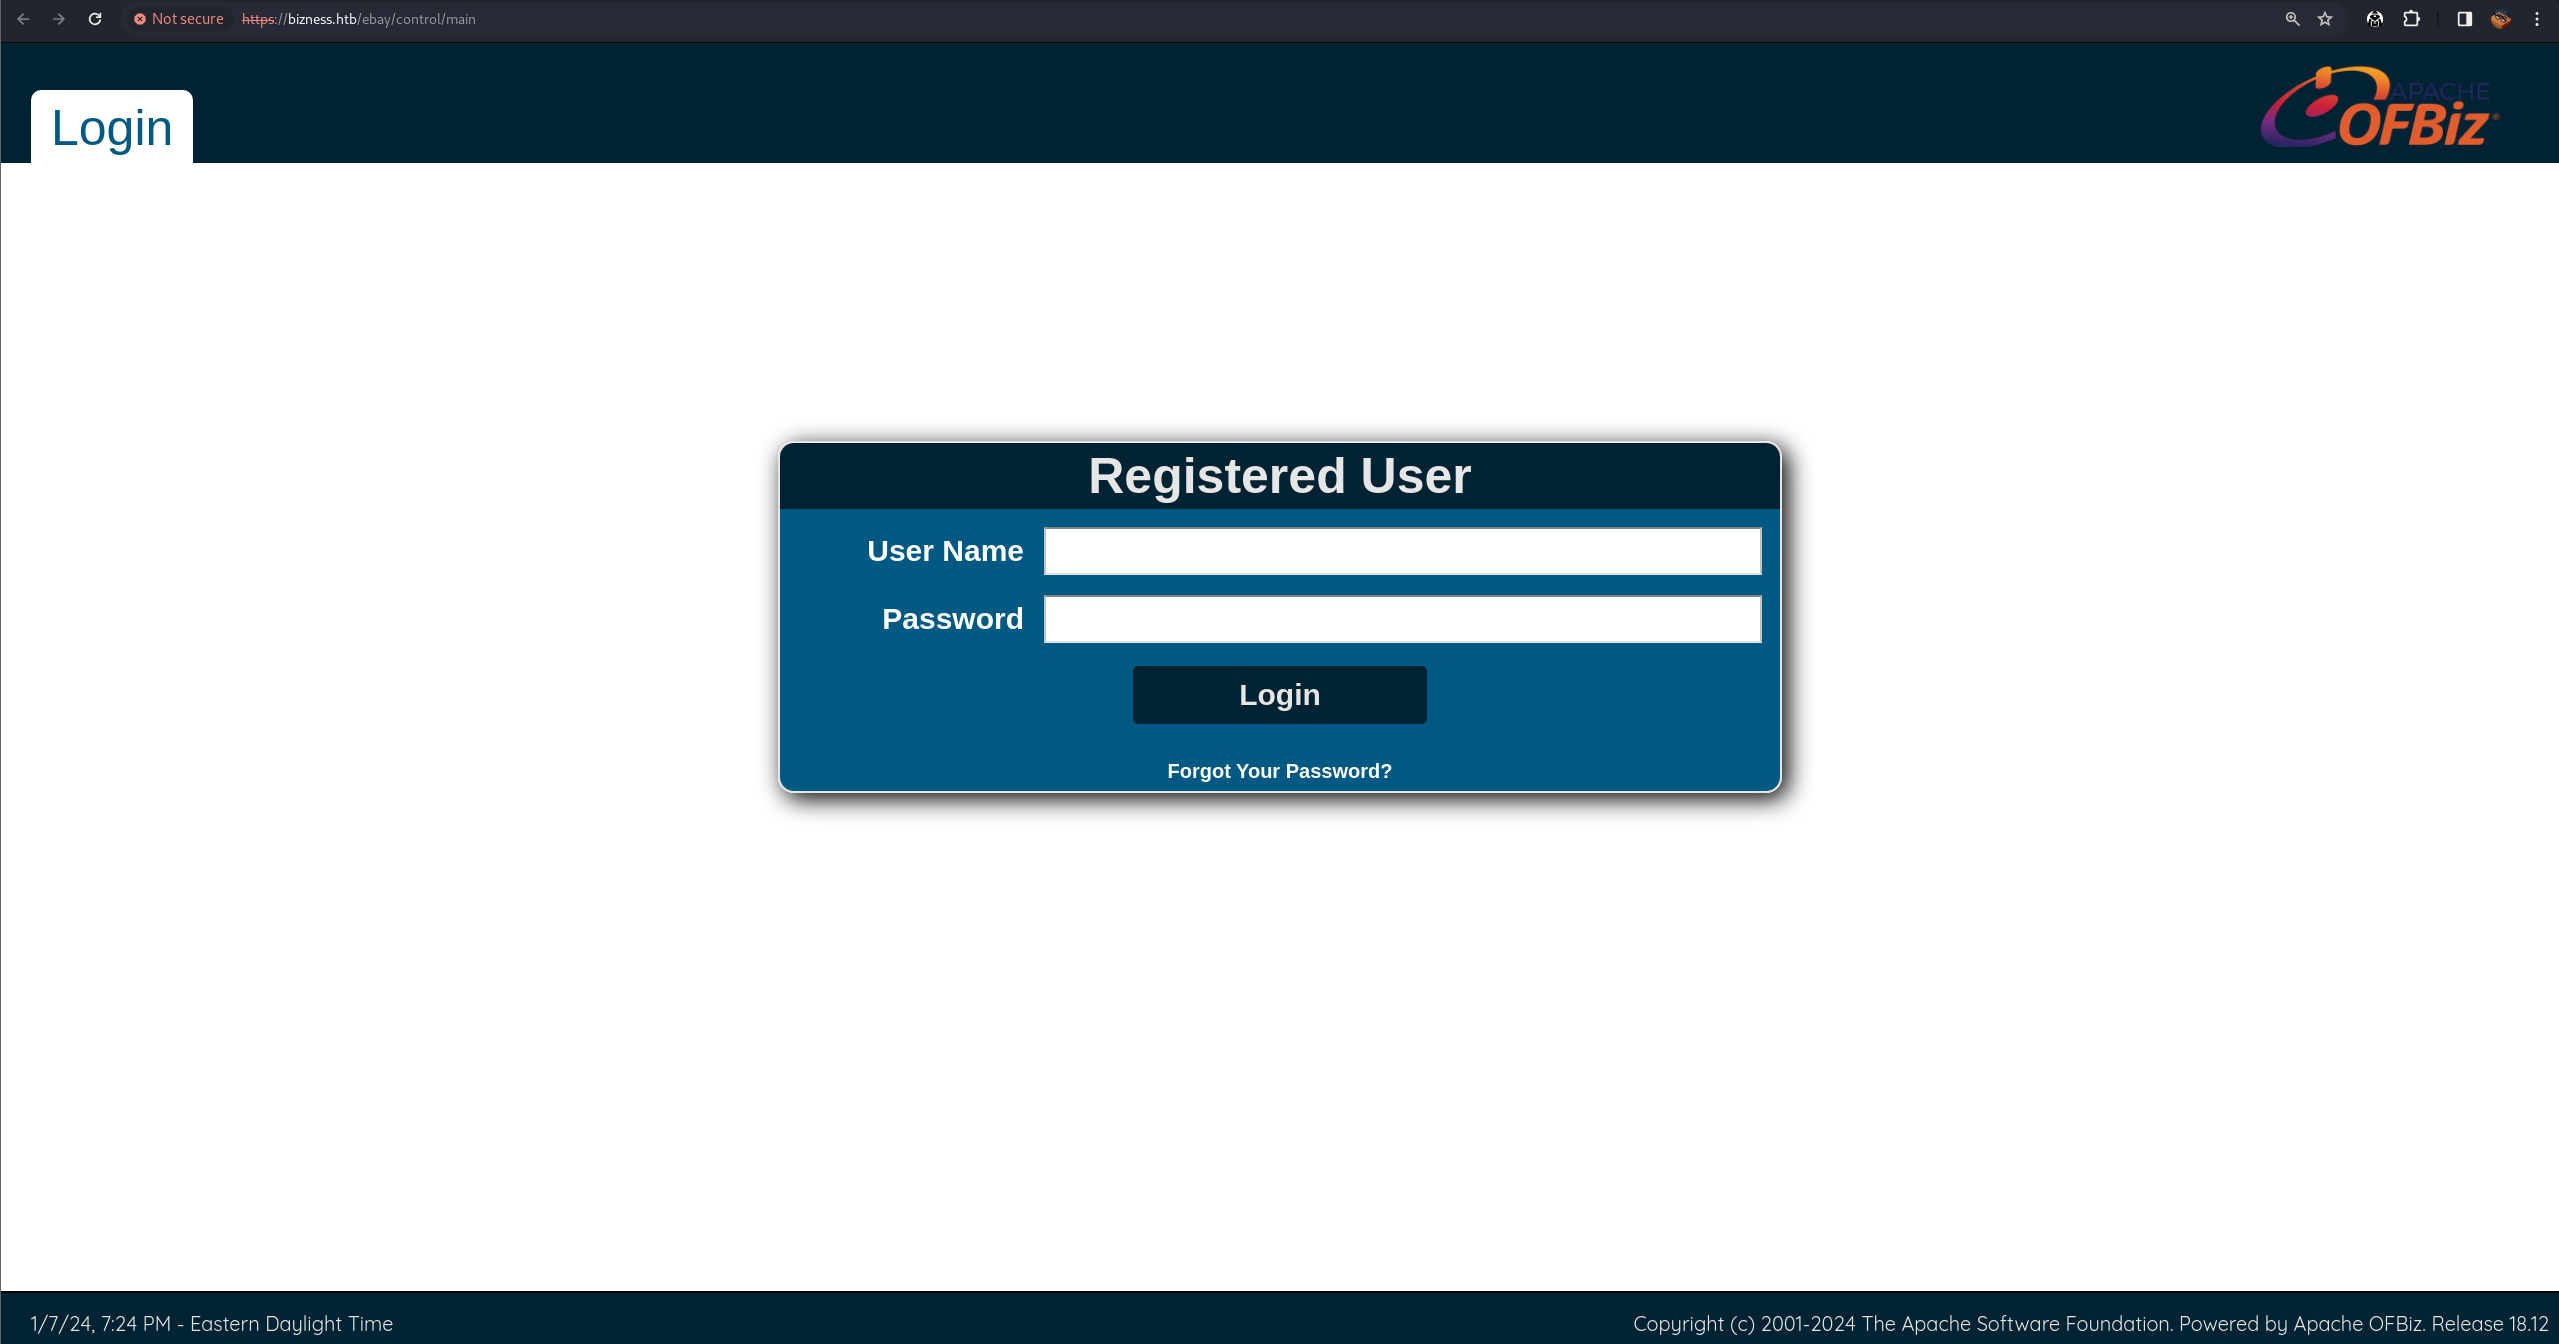 Not secure https://bizness.htb/ebay/control/main
Login
APACHE
OFBiz®
Registered User
User Name
Password
Login
Forgot Your Password?
1/7/24, 7:24 PM - Eastern Daylight Time
Copyright (c) 2001-2024 The Apache Software Foundation. Powered by Apache OFBiz. Release 18.12